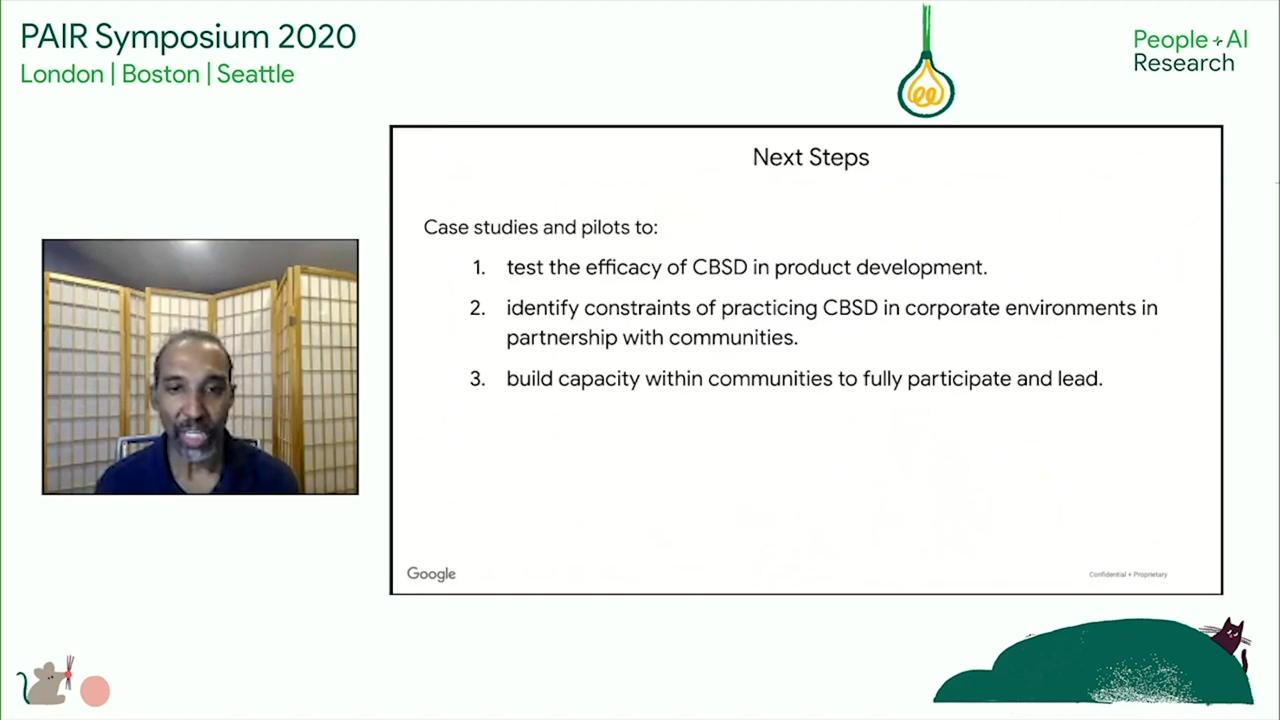 PAIR Symposium 2020
London | Boston | Seattle
People + AI
Research
Next Steps
Case studies and pilots to:
1. test the efficacy of CBSD in product development.
2. identify constraints of practicing CBSD in corporate environments in
partnership with communities.
3. build capacity within communities to fully participate and lead.
Google
Confidential + Proprietary